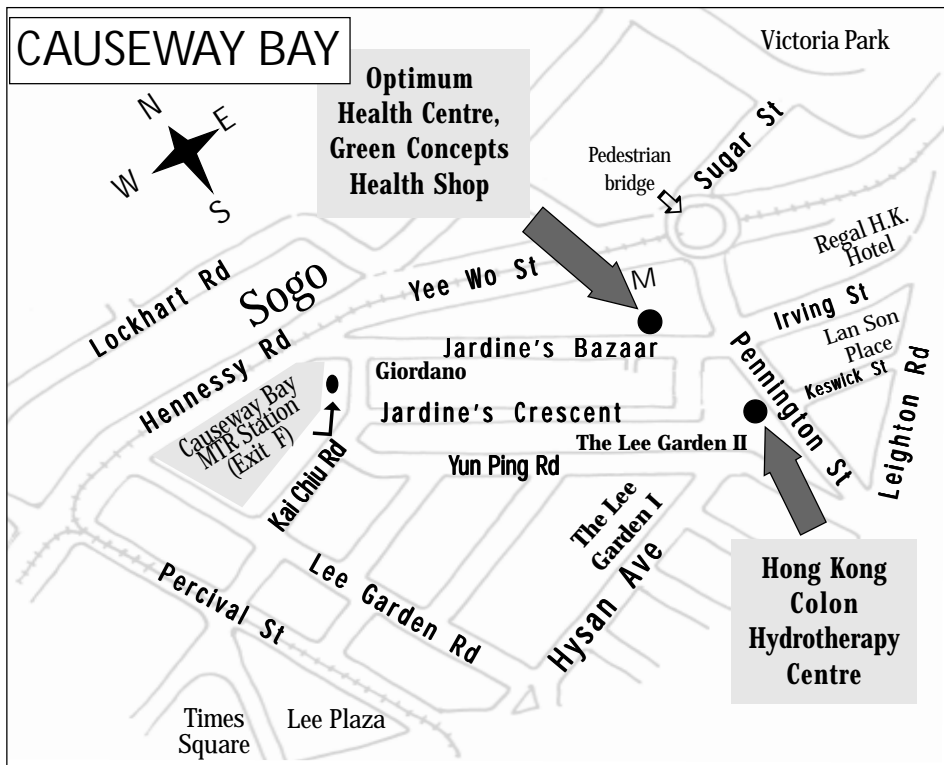 CAUSEWAY BAY
Victoria Park
Optimum
Health Centre,
Green Concepts
Health Shop
N
E
W
S
Sugar St
Pedestrian
bridge
Regal H.K.
Hotel
Lockhart Rd
Sogo
Yee Wo St
M
Irving St
Hennessy Rd
Lan Son
Place
Jardine's Bazaar
Pennington St
Keswick St
Giordano
Leighton Rd
Causeway Bay
MTR Station
(Exit F)
Jardine's Crescent
The Lee Garden II
Kai Chiu Rd
Yun Ping Rd
The Lee
Garden I
Lee Garden Rd
Percival St
Hysan Ave
Hong Kong
Colon
Hydrotherapy
Centre
Times
Square
Lee Plaza